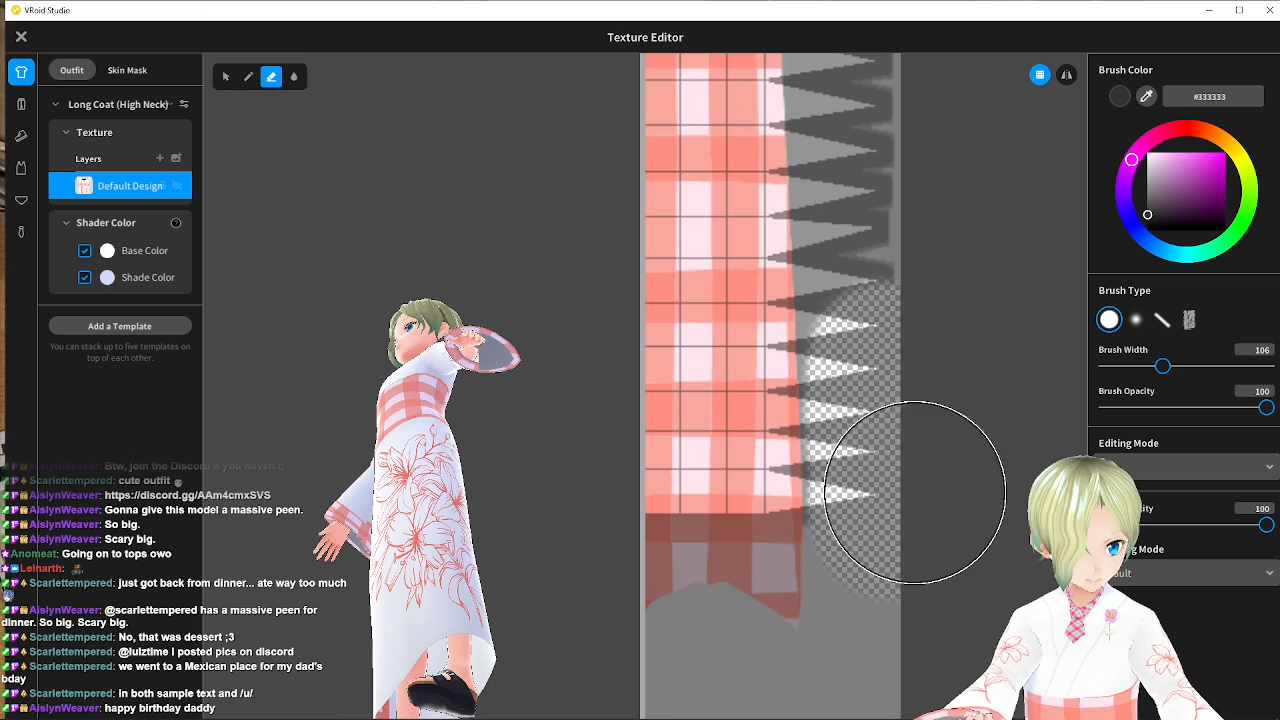 VRoid Studio
Texture Editor
Outfit
Skin Mask
Long Coat (High Neck)
Texture
Layers
Default Design
Shader Color
Base Color
Shade Color
Add a Template
You can stack up to five templates on
top of each other.
Brush Color
#333333
Brush Type
Brush Width
106
Brush Opacity
100
Editing Mode
100
AislynWeaver: Btw, join the Discord if you haven't!
Scarlettempered: cute outfit
AislynWeaver: https://discord.gg/AAm4cmxSVS
AislynWeaver: Gonna give this model a massive peen.
AislynWeaver: So big.
AislynWeaver: Scary big.
Anomeat: Going on to tops owo
Lelnarth:
Scarlettempered: just got back from dinner... ate way too much
AislynWeaver: @scarlettempered has a massive peen for
dinner. So big. Scary big.
Scarlettempered: No, that was dessert ;3
Scarlettempered: @lulztime I posted pics on discord
Scarlettempered: we went to a Mexican place for my dad's
bday
Scarlettempered: in both sample text and /u/
AislynWeaver: happy birthday daddy